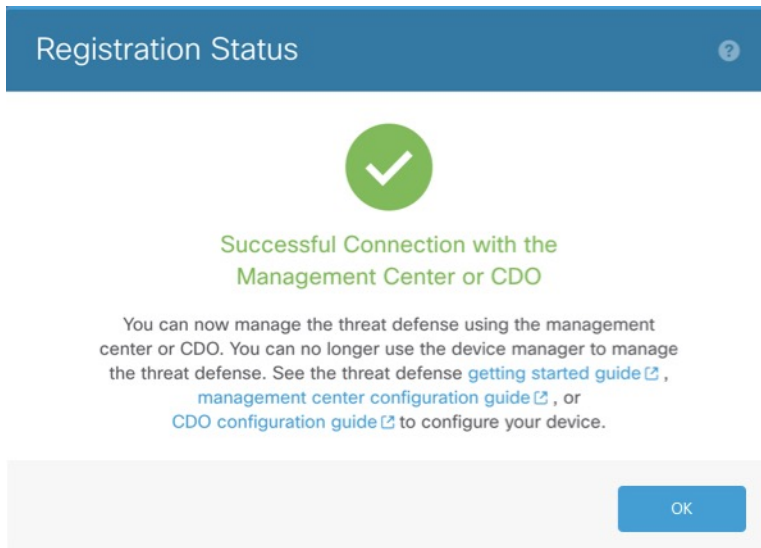 Registration Status
?
Successful Connection with the
Management Center or CDO
You can now manage the threat defense using the management
center or CDO. You can no longer use the device manager to manage
the threat defense. See the threat defense getting started guide ,
management center configuration guide , or
CDO configuration guide to configure your device.
OK